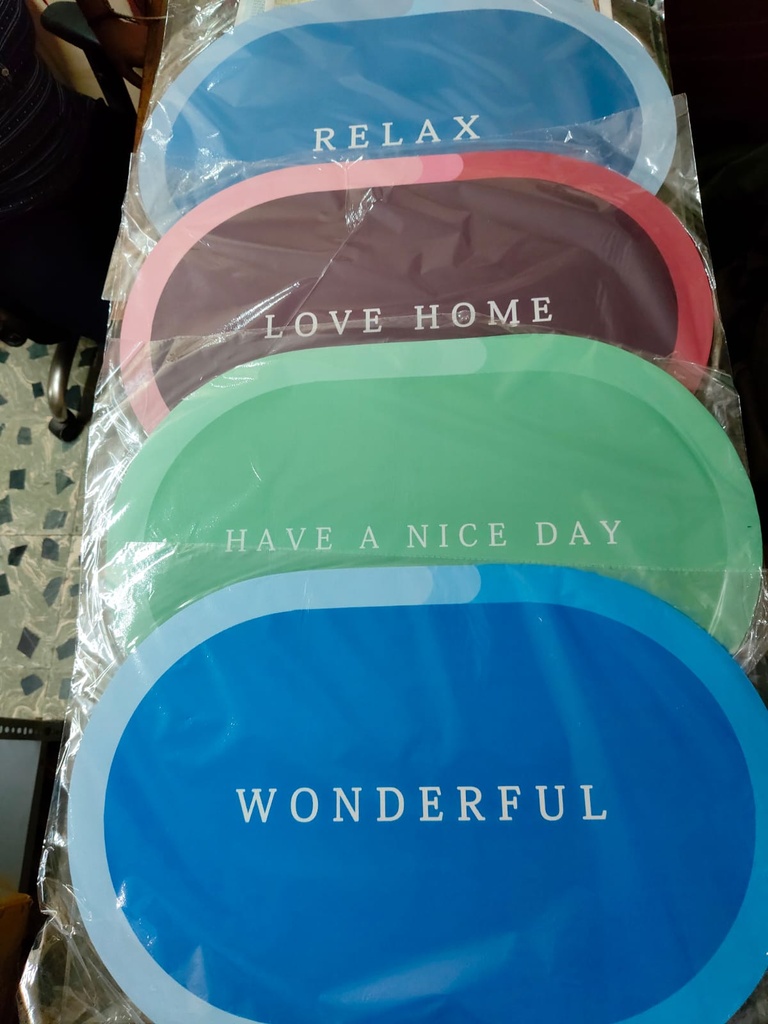 RELAX
LOVE HOME
HAVE A NICE DAY
WONDERFUL